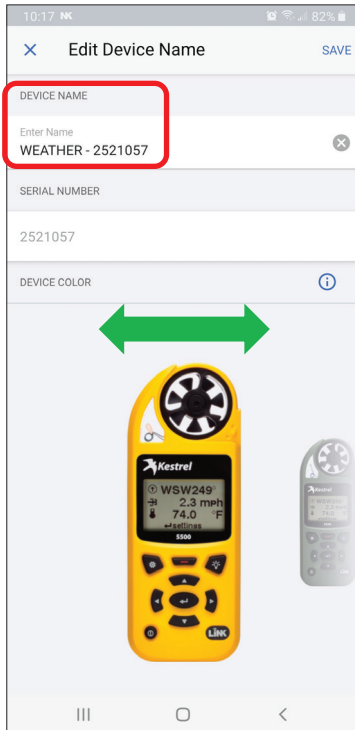 10:17 NK 82%
Edit Device Name SAVE
DEVICE NAME
Enter Name
WEATHER - 2521057
SERIAL NUMBER
2521057
DEVICE COLOR
Kestrel
WSW249°
2.3 mph
74.0 °F
settings
5500
LiNK